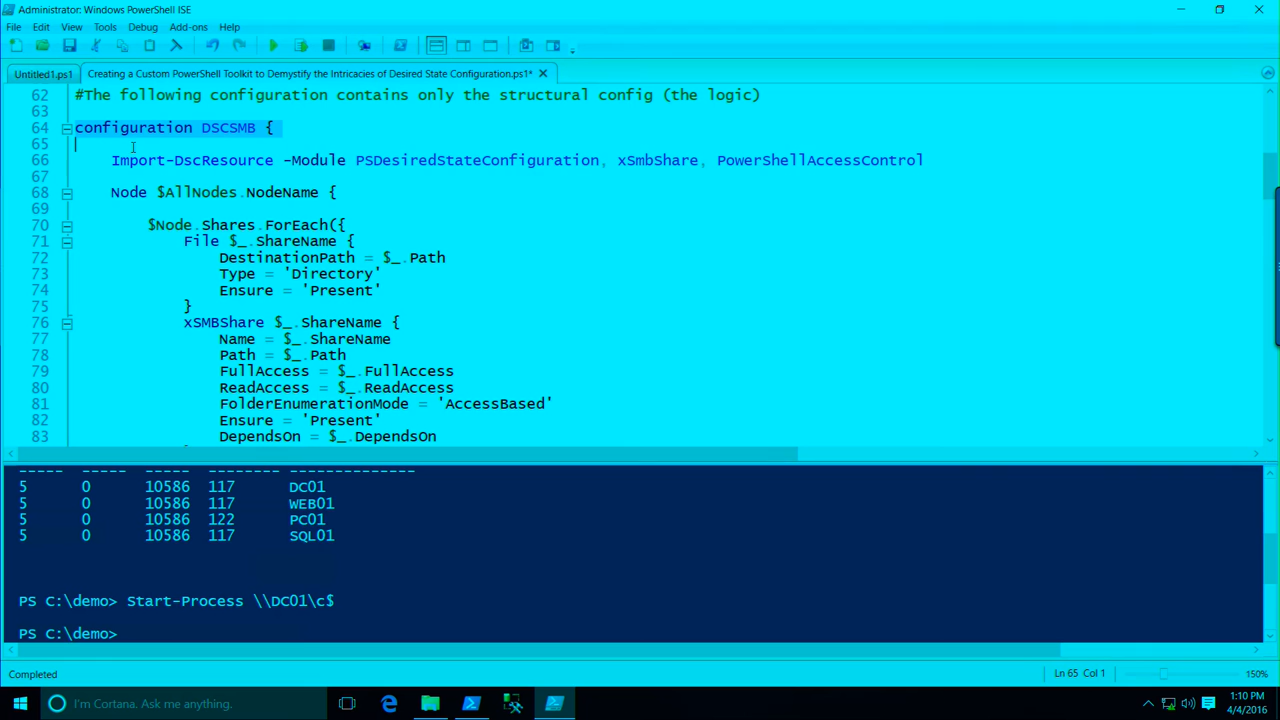 Administrator: Windows PowerShell ISE
File Edit View Tools Debug Add-ons Help
Untitled1.ps1 Creating a Custom PowerShell Toolkit to Demystify the Intricacies of Desired State Configuration.ps1*
62 #The following configuration contains only the structural config (the logic)
63
64 configuration DSCSMB {
65
66 Import-DscResource -Module PSDesiredStateConfiguration, xSmbShare, PowerShellAccessControl
67
68 Node $AllNodes.NodeName {
69
70 $Node.Shares.ForEach({
71 File $_.ShareName {
72 DestinationPath = $_.Path
73 Type = 'Directory'
74 Ensure = 'Present'
75 }
76 xSMBShare $_.ShareName {
77 Name = $_.ShareName
78 Path = $_.Path
79 FullAccess = $_.FullAccess
80 ReadAccess = $_.ReadAccess
81 FolderEnumerationMode = 'AccessBased'
82 Ensure = 'Present'
83 DependsOn = $_.DependsOn
----- ----- ----- -------- --------------
5 0 10586 117 DC01
5 0 10586 117 WEB01
5 0 10586 122 PC01
5 0 10586 117 SQL01
PS C:\demo> Start-Process \\DC01\c$
PS C:\demo>
Completed Ln 65 Col 1 150%
I'm Cortana. Ask me anything. 1:10 PM
4/4/2016